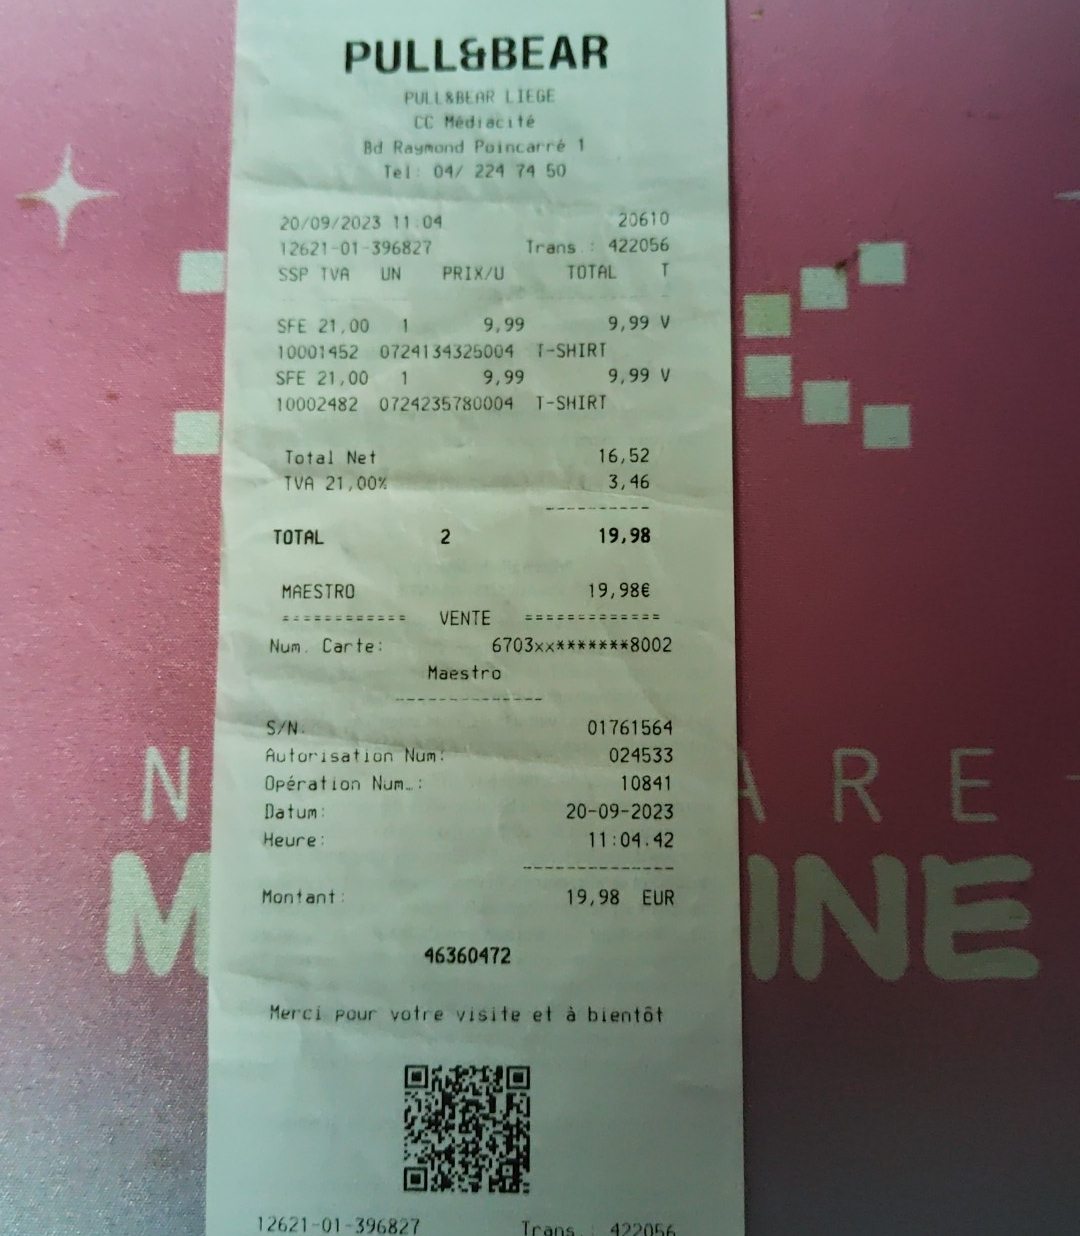 PULL&BEAR
PULL&BEAR LIEGE
CC Médiacité
Bd Raymond Poincarré 1
Tel: 04/ 224 74 50
20/09/2023 11:04 20610
12621-01-396827 Trans.: 422056
SSP TVA UN PRIX/U TOTAL T
SFE 21,00 1 9,99 9,99 V
10001452 0724134325004 T-SHIRT
SFE 21,00 1 9,99 9,99 V
10002482 0724235780004 T-SHIRT
Total Net 16,52
TVA 21,00% 3,46
----------
TOTAL 2 19,98
MAESTRO 19,98€
============ VENTE =============
Num. Carte: 6703xx*******8002
Maestro
--------------
S/N. 01761564
Autorisation Num: 024533
Opération Num.: 10841
Datum: 20-09-2023
Heure: 11:04.42
--------------
Montant: 19,98 EUR
46360472
Merci pour votre visite et à bientôt
12621-01-396827 Trans.: 422056
N ARE
M INE